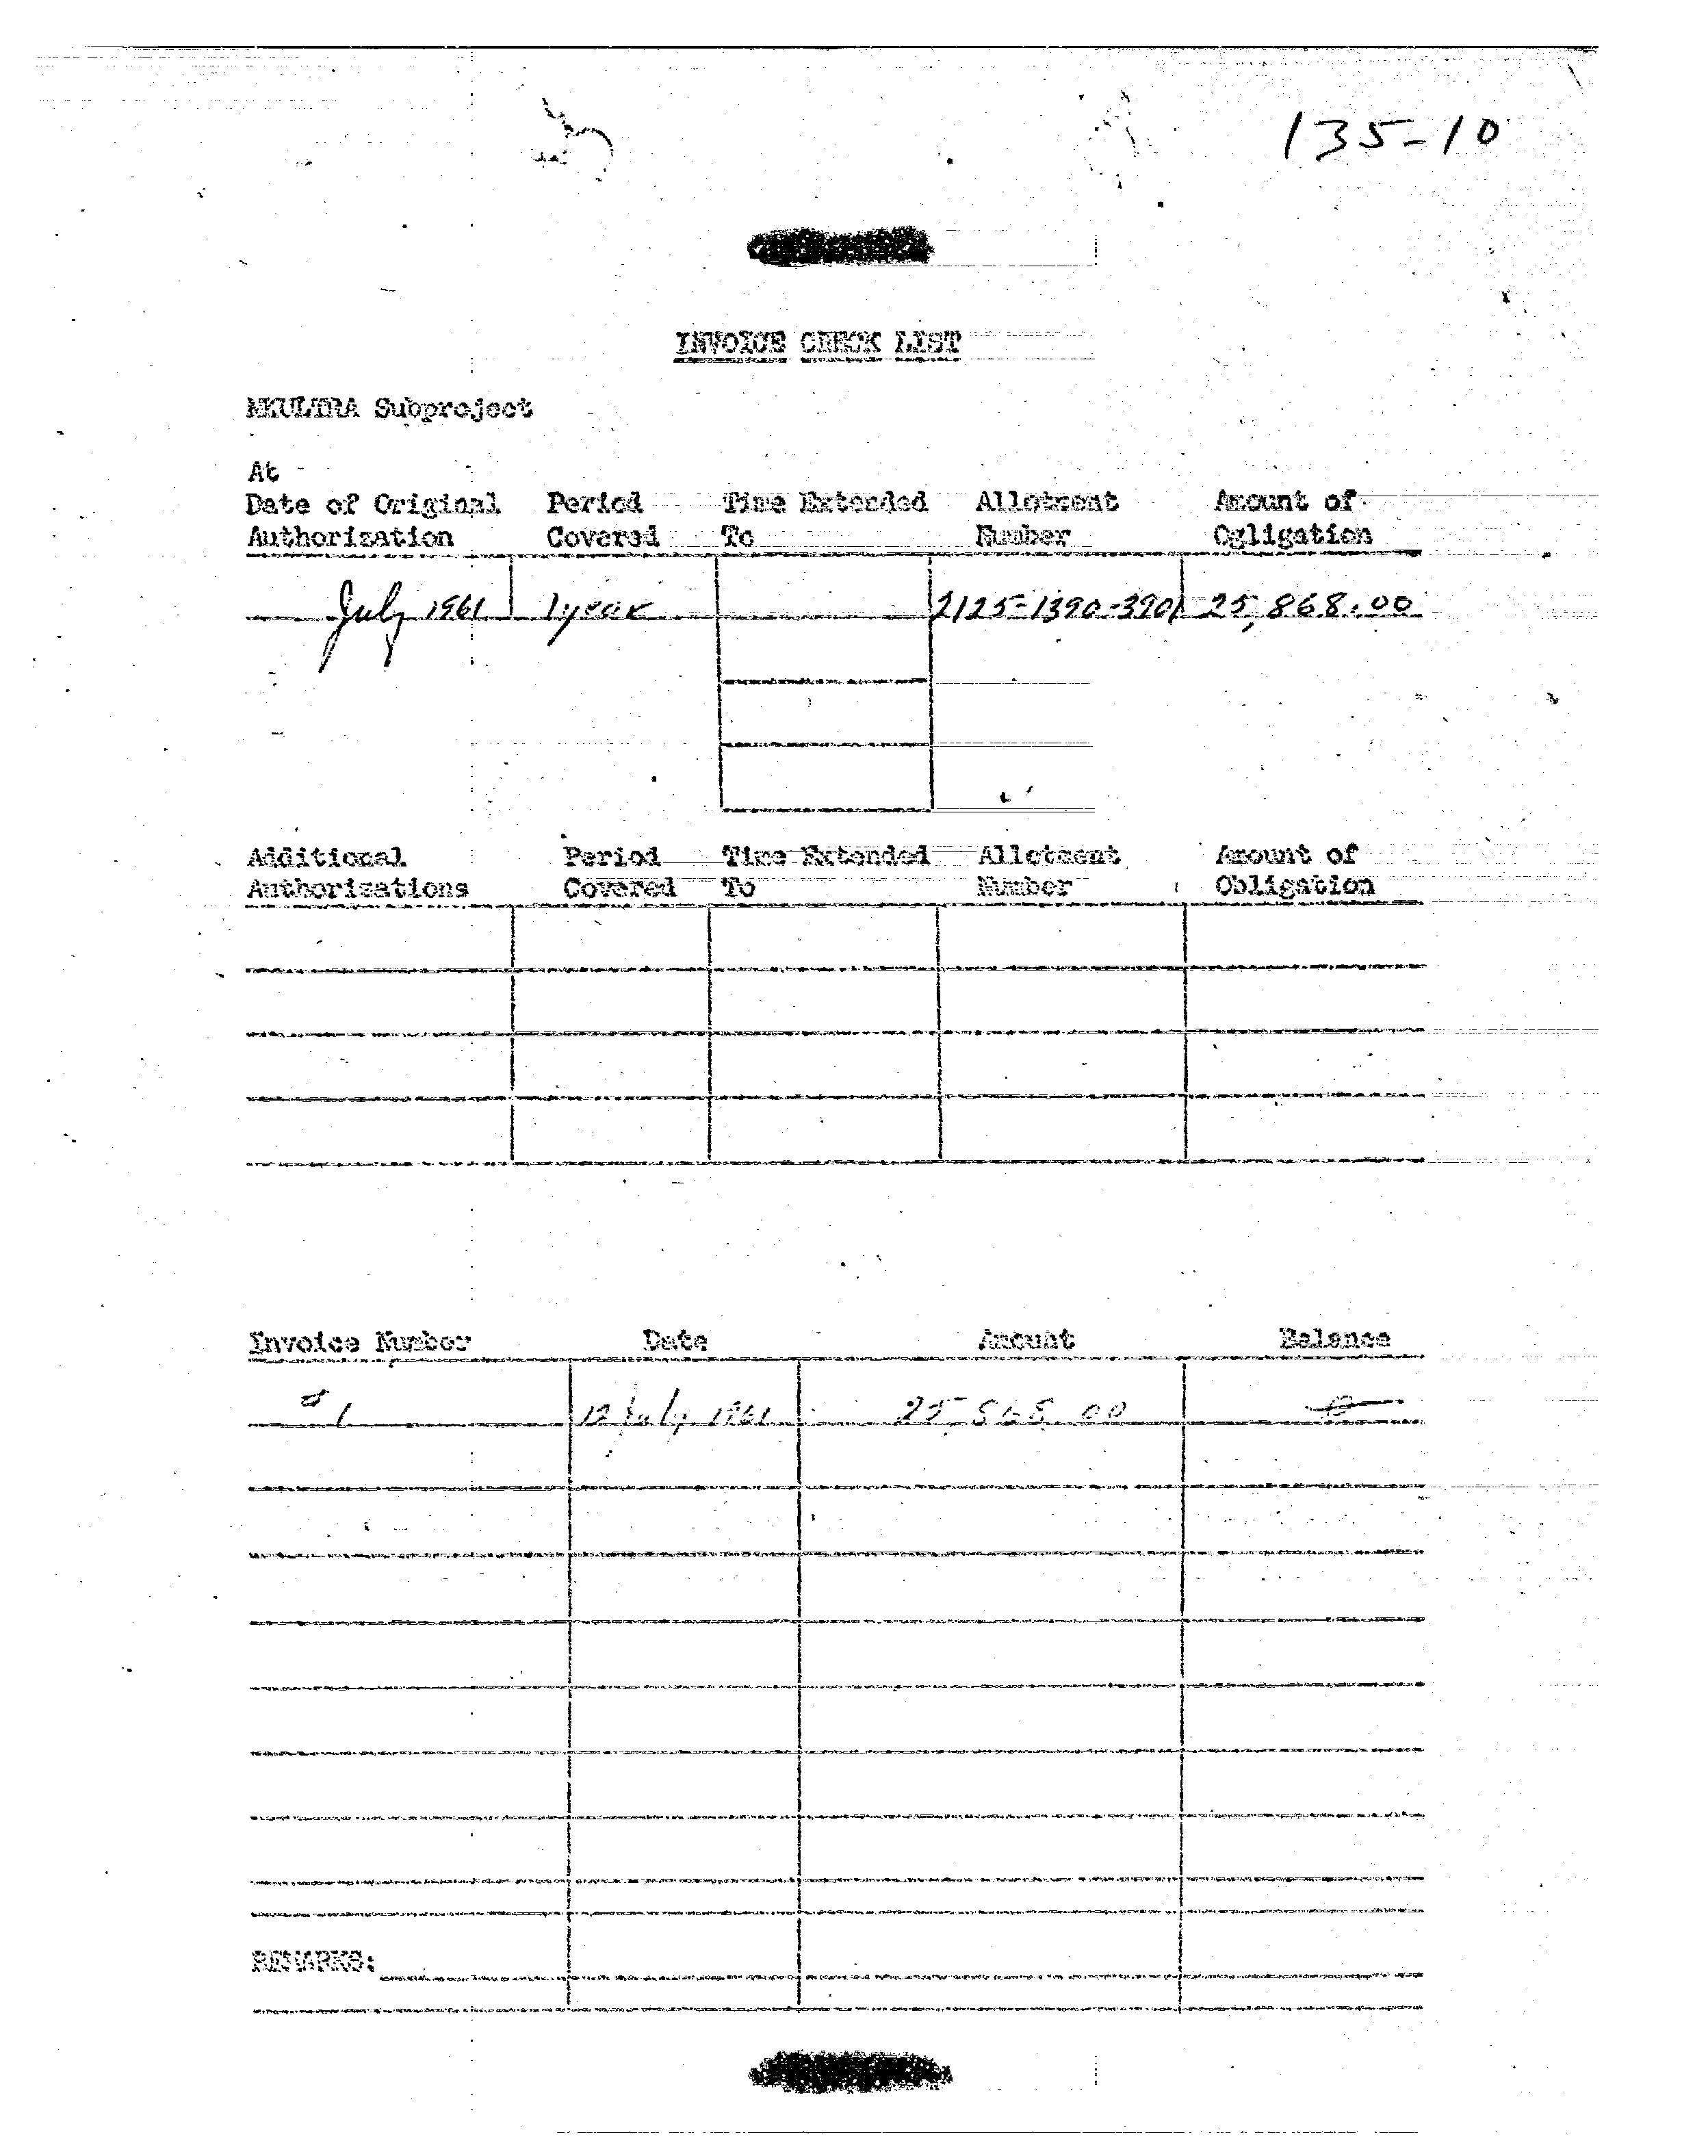 135-10
INVOICE CHECK LIST
MKULTRA Subproject
At
Date of Original Period Time Extended Allotment Amount of
Authorization Covered To Number Ogligation
July 1961 1 year 2125-1390-3901 25,868.00
Additional Period Time Extended Allotment Amount of
Authorizations Covered To Number Obligation
Invoice Number Date Amount Balance
#1 12 July 1961 25,868.00 0
REMARKS: